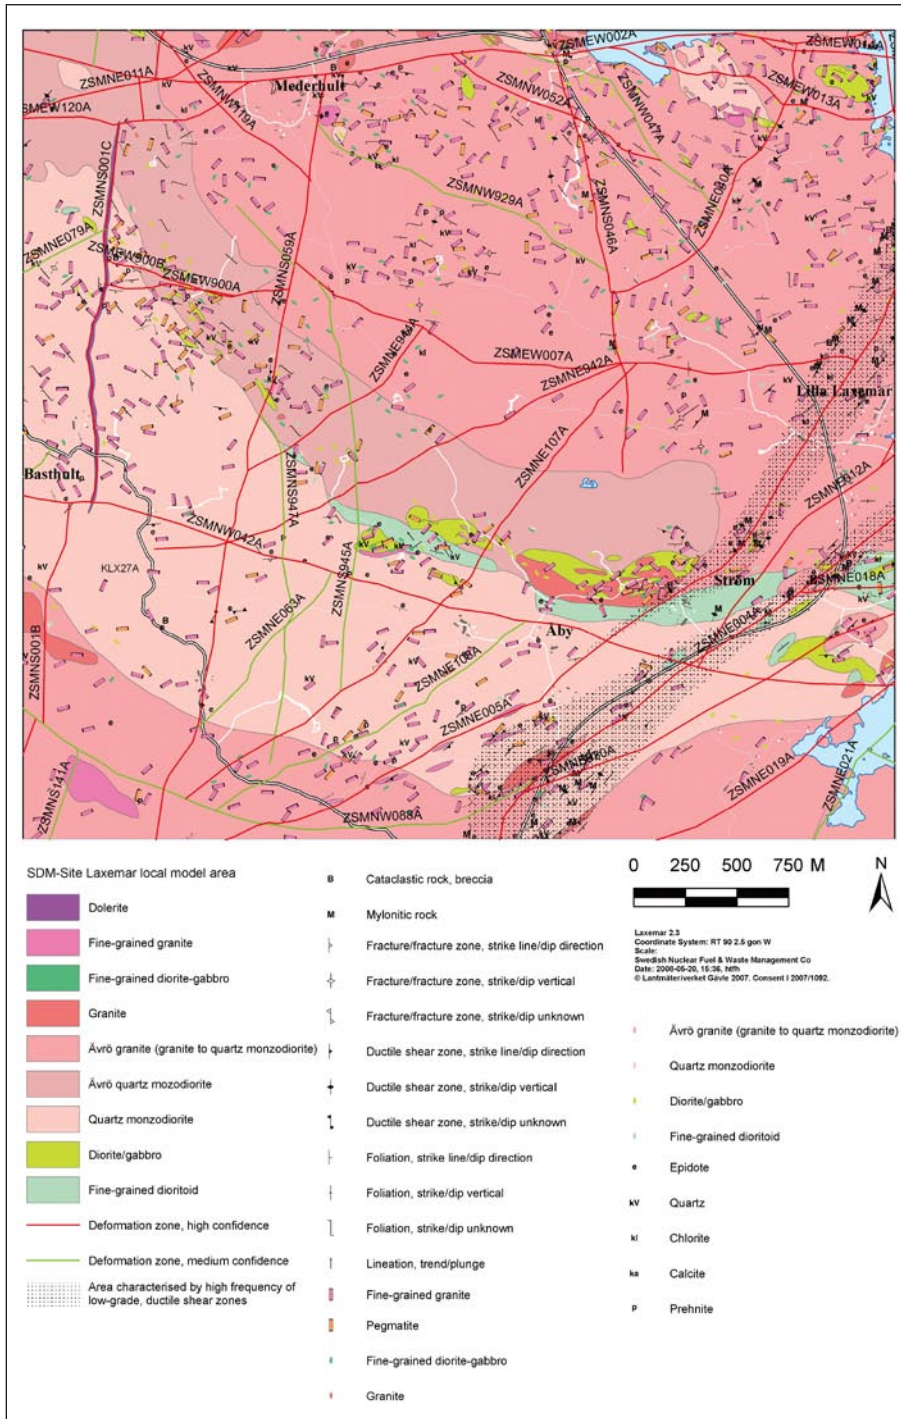 ZSMEW002A
ZSMEW014A
ZSMNE011A
Mederhult
ZSMNW052A
ZSMEW013A
ZSMEW120A
ZSMNW119A
ZSMNW047A
ZSMNS001C
ZSMNW929A
ZSMNS046A
ZSMNE040A
ZSMNE079A
ZSMEW900B
ZSMEW900A
ZSMNS059A
ZSMNE944A
ZSMEW007A
ZSMNE942A
Lilla Laxemar
ZSMNE107A
Basthult
ZSMNE012A
ZSMNS947A
ZSMNW042A
ZSMNS945A
KLX27A
Ström
ZSMNE018A
ZSMNE063A
Åby
ZSMNE004A
ZSMNS001B
ZSMNE108A
ZSMNE005A
ZSMNE020A
ZSMNE019A
ZSMNE021A
ZSMNS141A
ZSMNW088A
SDM-Site Laxemar local model area
Dolerite
Fine-grained granite
Fine-grained diorite-gabbro
Granite
Ävrö granite (granite to quartz monzodiorite)
Ävrö quartz mozodiorite
Quartz monzodiorite
Diorite/gabbro
Fine-grained dioritoid
Deformation zone, high confidence
Deformation zone, medium confidence
Area characterised by high frequency of
low-grade, ductile shear zones
B Cataclastic rock, breccia
M Mylonitic rock
Fracture/fracture zone, strike line/dip direction
Fracture/fracture zone, strike/dip vertical
Fracture/fracture zone, strike/dip unknown
Ductile shear zone, strike line/dip direction
Ductile shear zone, strike/dip vertical
Ductile shear zone, strike/dip unknown
Foliation, strike line/dip direction
Foliation, strike/dip vertical
Foliation, strike/dip unknown
Lineation, trend/plunge
Fine-grained granite
Pegmatite
Fine-grained diorite-gabbro
Granite
0 250 500 750 M
N
Laxemar 2.3
Coordinate System: RT 90 2.5 gon W
Scale:
Swedish Nuclear Fuel & Waste Management Co
Date: 2008-05-20, 15:36, htfh
© Lantmäteriverket Gävle 2007. Consent I 2007/1092.
Ävrö granite (granite to quartz monzodiorite)
Quartz monzodiorite
Diorite/gabbro
Fine-grained dioritoid
e Epidote
kV Quartz
kl Chlorite
ka Calcite
p Prehnite